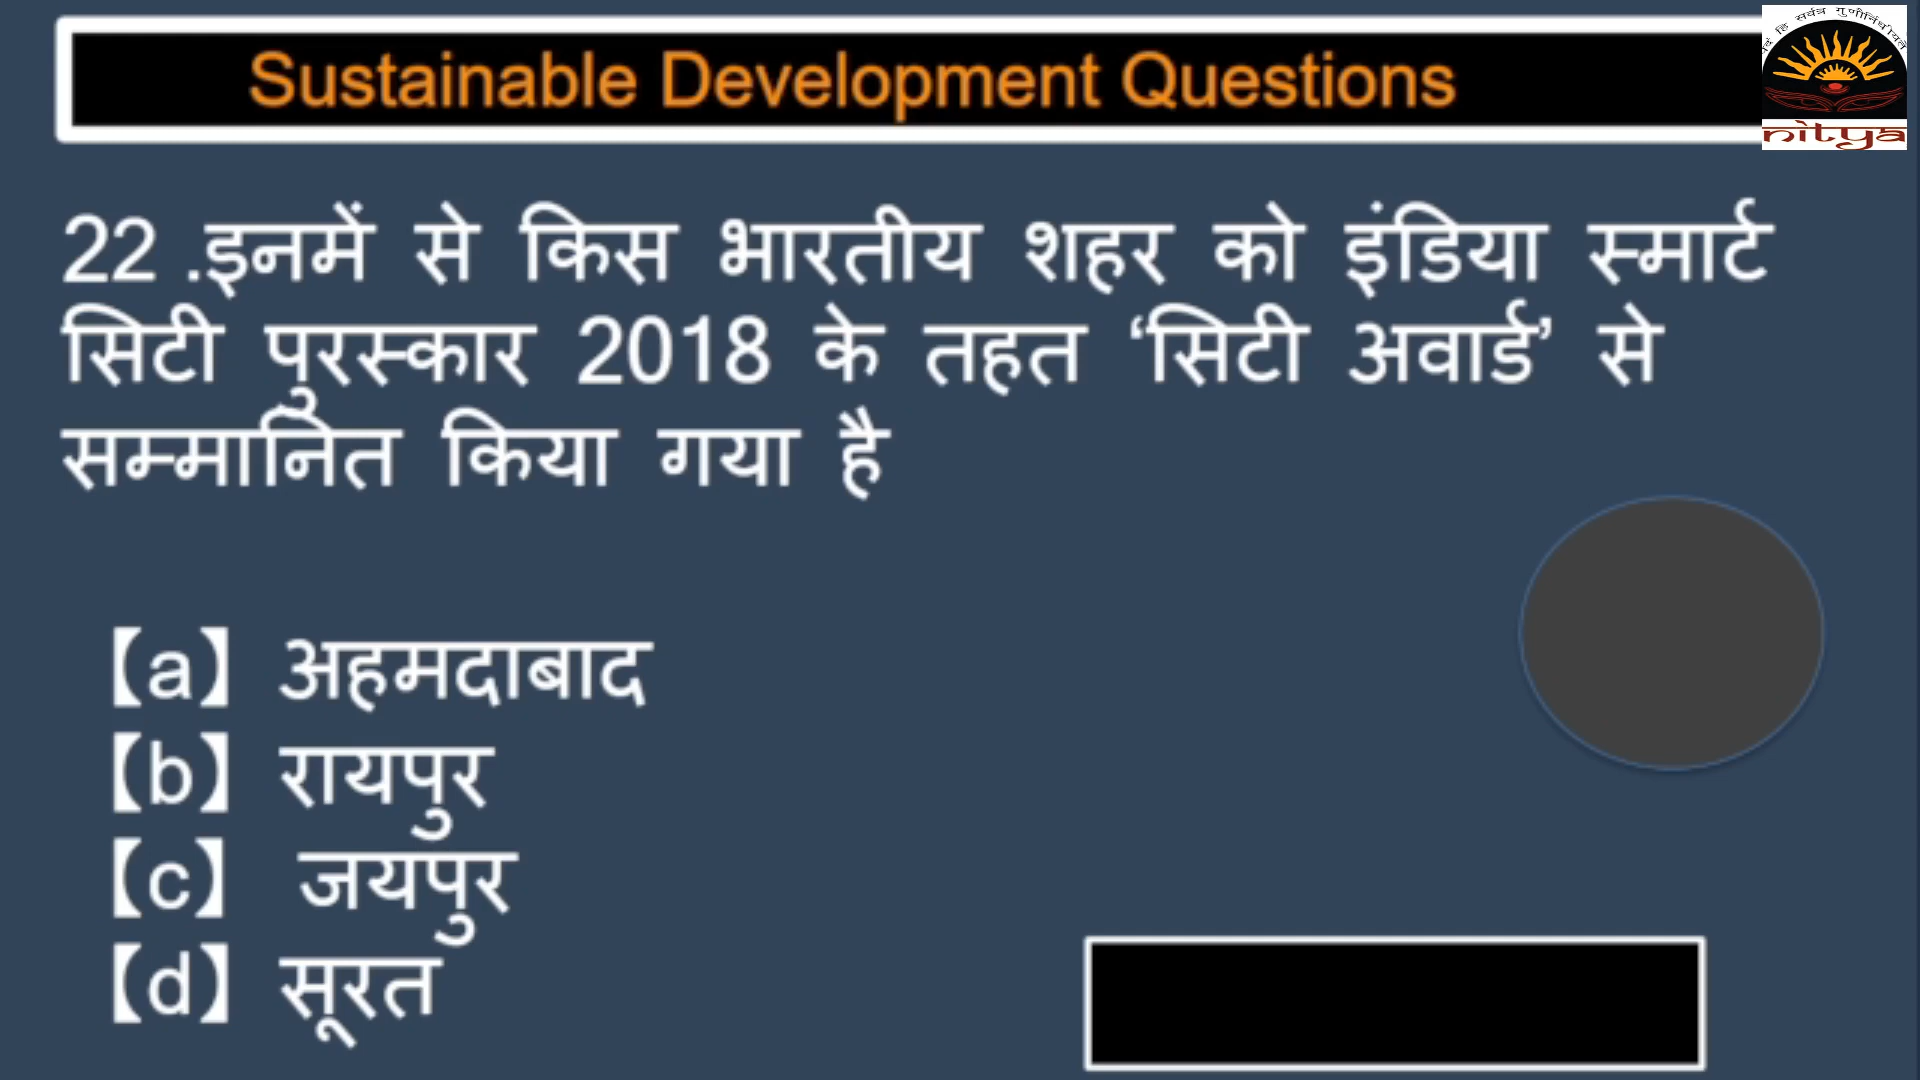 Sustainable Development Questions
nitya
22 .इनमें से किस भारतीय शहर को इंडिया स्मार्ट
सिटी पुरस्कार 2018 के तहत ‘सिटी अवार्ड’ से
सम्मानित किया गया है
【a】 अहमदाबाद
【b】 रायपुर
【c】 जयपुर
【d】 सूरत